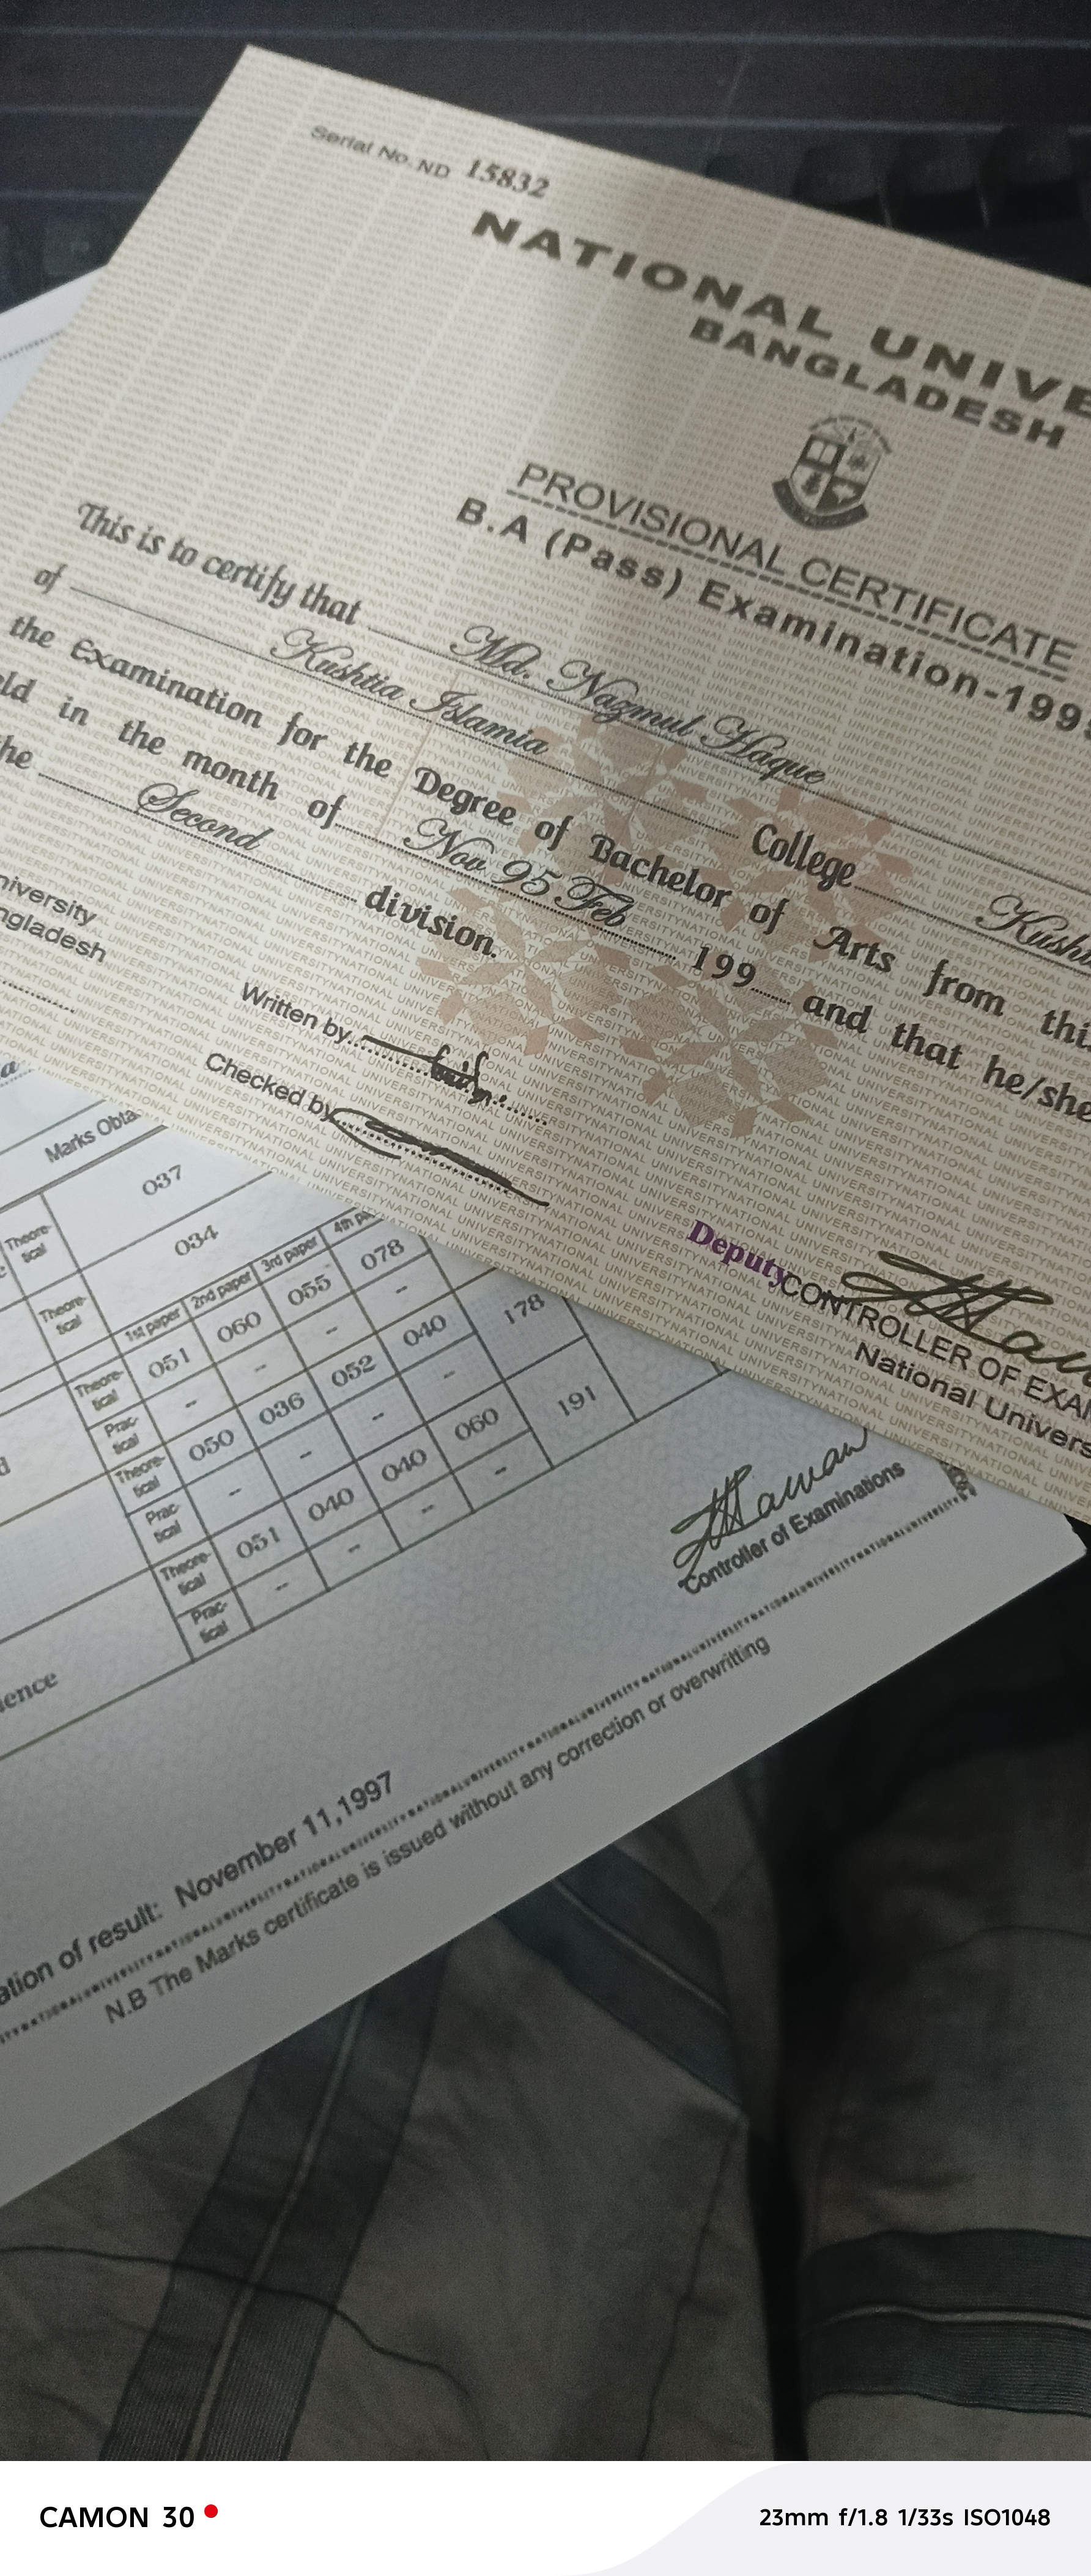 Serial No. ND 15832
NATIONAL UNIVE
BANGLADESH
PROVISIONAL CERTIFICATE
B.A (Pass) Examination-199
This is to certify that Md. Nazmul Haque
of Kushtia Islamia College Kushti
the Examination for the Degree of Bachelor of Arts from thi
eld in the month of Nov 95 Feb 199 and that he/she
the Second division.
niversity
ngladesh
Written by
Checked by
Deputy
CONTROLLER OF EXA
National Univers
a
Marks Obta
Theore-tical 037
Theore-tical 034
1st paper 2nd paper 3rd paper 4th pa
Theore-tical 051 060 055 078
Prac-tical -- -- -- --
Theore-tical 050 036 052 040 178
Prac-tical -- -- -- --
Theore-tical 051 040 040 060 191
Prac-tical -- -- -- --
ience
Controller of Examinations
ation of result: November 11,1997
N.B The Marks certificate is issued without any correction or overwritting
CAMON 30
23mm f/1.8 1/33s ISO1048